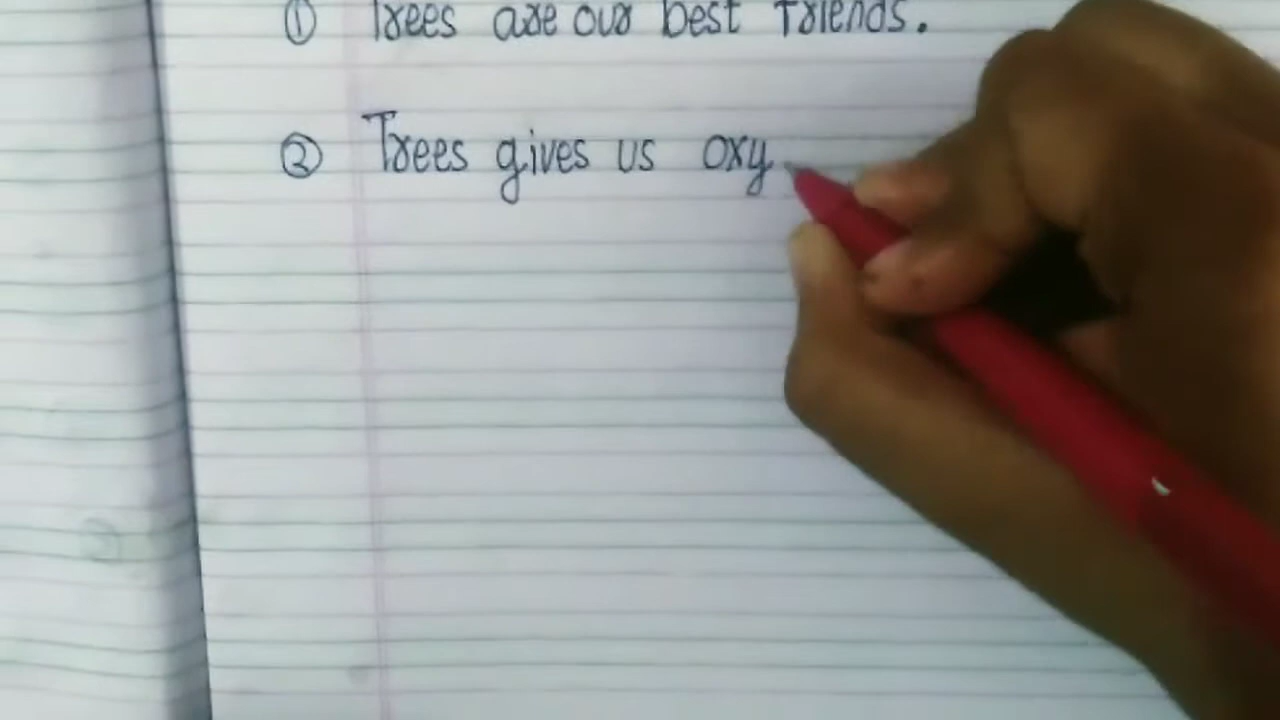 ① Trees are our best friends.
② Trees gives us oxy